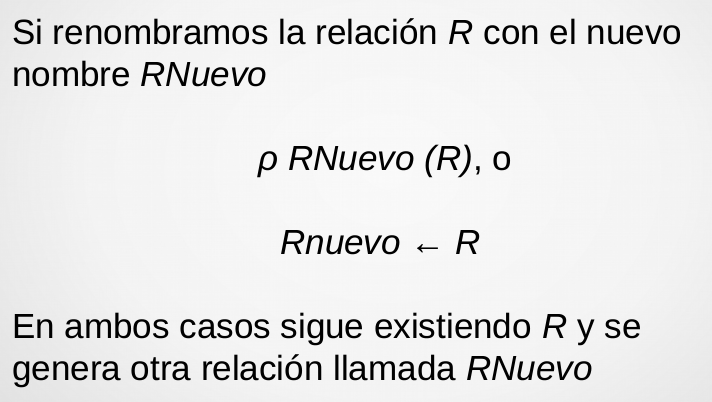 Si renombramos la relación R con el nuevo
nombre RNuevo
ρ RNuevo (R), o
Rnuevo ← R
En ambos casos sigue existiendo R y se
genera otra relación llamada RNuevo